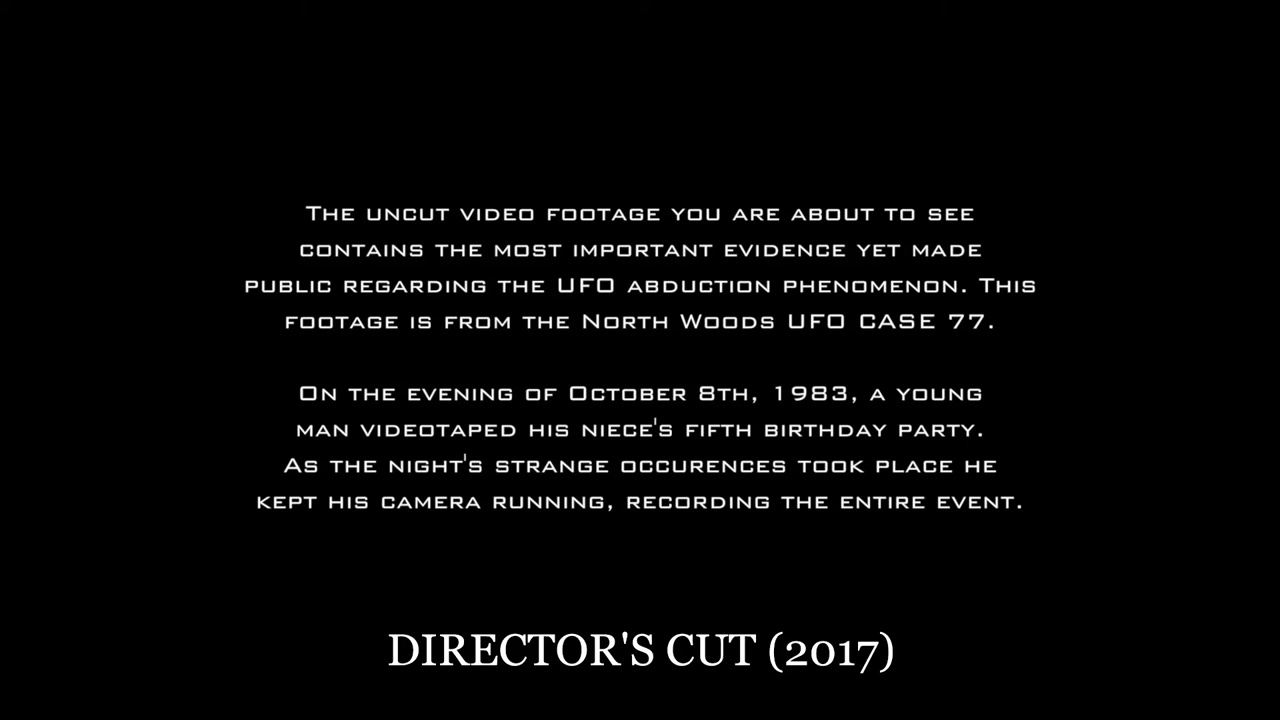 The uncut video footage you are about to see
contains the most important evidence yet made
public regarding the UFO abduction phenomenon. This
footage is from the North Woods UFO CASE 77.
On the evening of October 8th, 1983, a young
man videotaped his niece's fifth birthday party.
As the night's strange occurences took place he
kept his camera running, recording the entire event.
DIRECTOR'S CUT (2017)